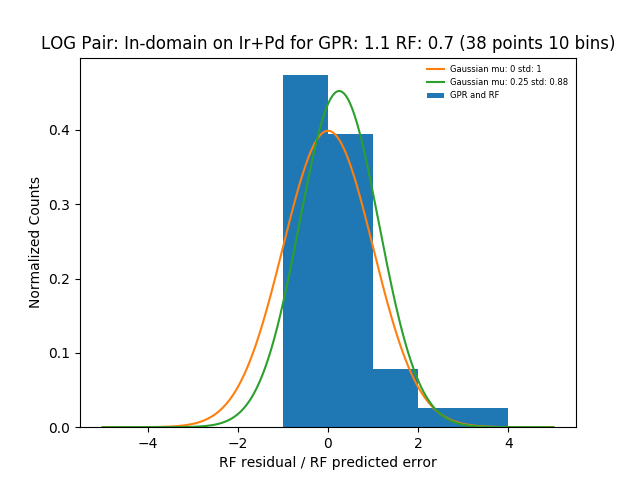 LOG Pair: In-domain on Ir+Pd for GPR: 1.1 RF: 0.7 (38 points 10 bins)
Gaussian mu: 0 std: 1
Gaussian mu: 0.25 std: 0.88
GPR and RF
Normalized Counts
0.4
0.3
0.2
0.1
0.0
−4 −2 0 2 4
RF residual / RF predicted error